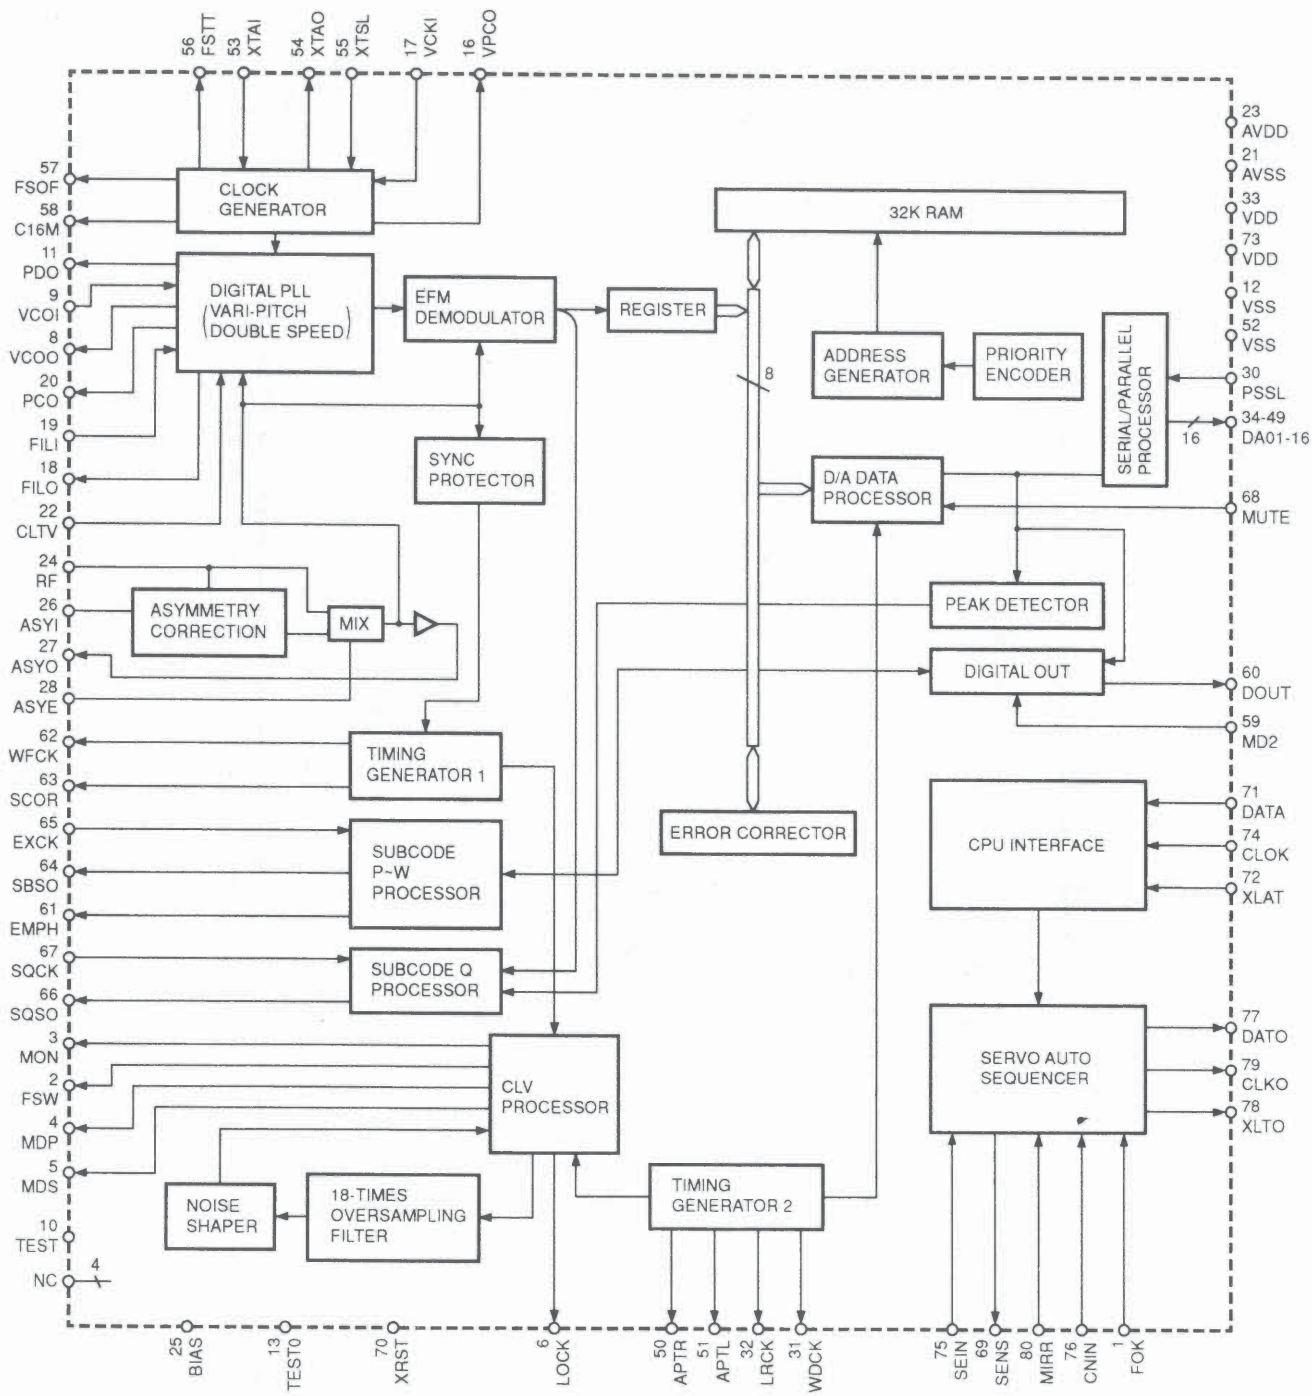 56
FSTT
53
XTAI
54
XTAO
55
XTSL
17
VCKI
16
VPCO
57
FSOF
58
C16M
11
PDO
9
VCOI
8
VCOO
20
PCO
19
FILI
18
FILO
22
CLTV
24
RF
26
ASYI
27
ASYO
28
ASYE
62
WFCK
63
SCOR
65
EXCK
64
SBSO
61
EMPH
67
SQCK
66
SQSO
3
MON
2
FSW
4
MDP
5
MDS
10
TEST
NC
4
CLOCK
GENERATOR
DIGITAL PLL
(VARI-PITCH
DOUBLE SPEED)
EFM
DEMODULATOR
REGISTER
32K RAM
8
ADDRESS
GENERATOR
PRIORITY
ENCODER
SERIAL/PARALLEL
PROCESSOR
16
SYNC
PROTECTOR
D/A DATA
PROCESSOR
ASYMMETRY
CORRECTION
MIX
PEAK DETECTOR
DIGITAL OUT
TIMING
GENERATOR 1
ERROR CORRECTOR
CPU INTERFACE
SUBCODE
P~W
PROCESSOR
SUBCODE Q
PROCESSOR
CLV
PROCESSOR
SERVO AUTO
SEQUENCER
NOISE
SHAPER
18-TIMES
OVERSAMPLING
FILTER
TIMING
GENERATOR 2
23
AVDD
21
AVSS
33
VDD
73
VDD
12
VSS
52
VSS
30
PSSL
34-49
DA01-16
68
MUTE
60
DOUT
59
MD2
71
DATA
74
CLOK
72
XLAT
77
DATO
79
CLKO
78
XLTO
25
BIAS
13
TEST0
70
XRST
6
LOCK
50
APTR
51
APTL
32
LRCK
31
WDCK
75
SEIN
69
SENS
80
MIRR
76
CNIN
1
FOK